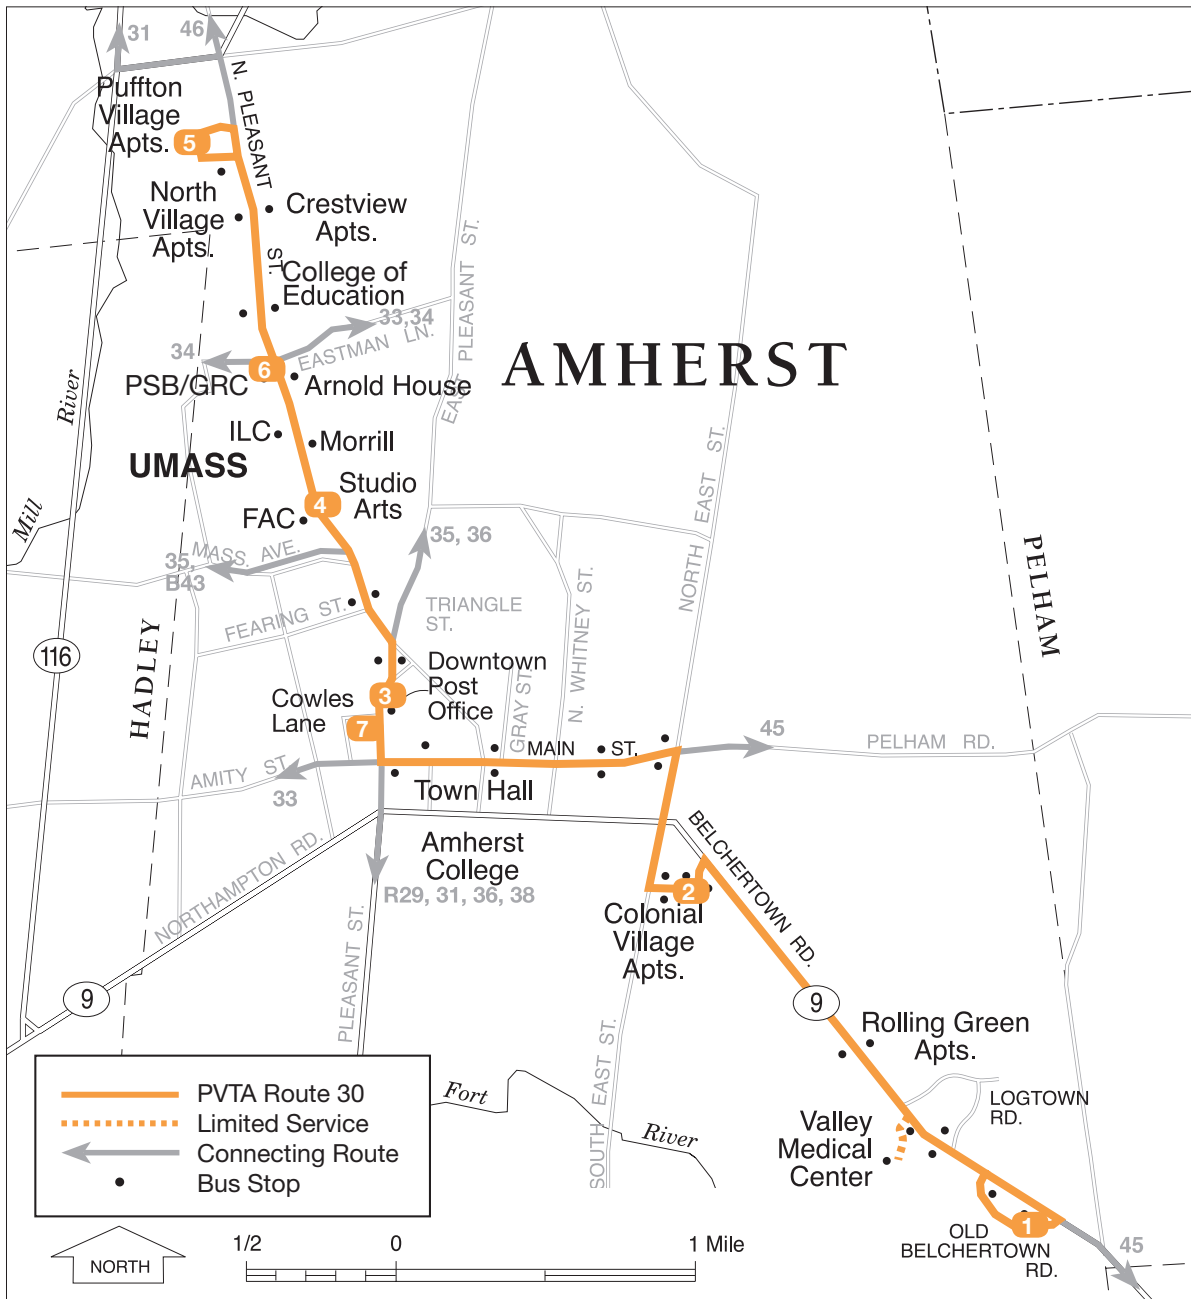 31
46
N. PLEASANT
ST.
Puffton
Village
Apts.
5
North
Village
Apts.
Crestview
Apts.
College of
Education
33,34
EASTMAN LN.
EAST PLEASANT ST.
EAST PLEASANT ST.
34
6
PSB/GRC
Arnold House
AMHERST
River
Mill
ILC
Morrill
UMASS
Studio
Arts
4
FAC
MASS. AVE.
35,
B43
35, 36
NORTH EAST ST.
PELHAM
HADLEY
116
FEARING ST.
TRIANGLE
ST.
N. WHITNEY ST.
GRAY ST.
Downtown
Post
Office
3
Cowles
Lane
7
MAIN ST.
45
PELHAM RD.
AMITY ST.
33
Town Hall
NORTHAMPTON RD.
Amherst
College
R29, 31, 36, 38
BELCHERTOWN RD.
2
Colonial
Village
Apts.
PLEASANT ST.
9
9
Rolling Green
Apts.
SOUTH EAST ST.
Fort
River
LOGTOWN
RD.
Valley
Medical
Center
1
OLD
BELCHERTOWN
RD.
45
PVTA Route 30
Limited Service
Connecting Route
Bus Stop
NORTH
1/2 0 1 Mile